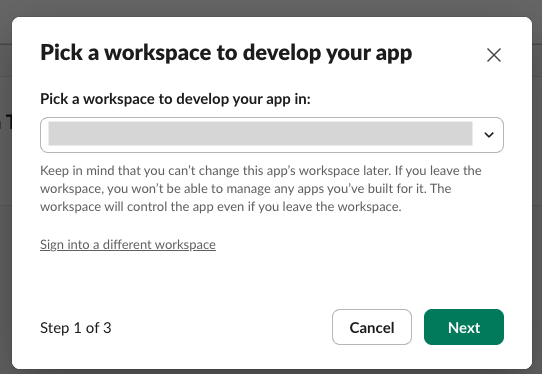 Pick a workspace to develop your app
Pick a workspace to develop your app in:
Keep in mind that you can’t change this app’s workspace later. If you leave the
workspace, you won’t be able to manage any apps you’ve built for it. The
workspace will control the app even if you leave the workspace.
Sign into a different workspace
Step 1 of 3
Cancel
Next